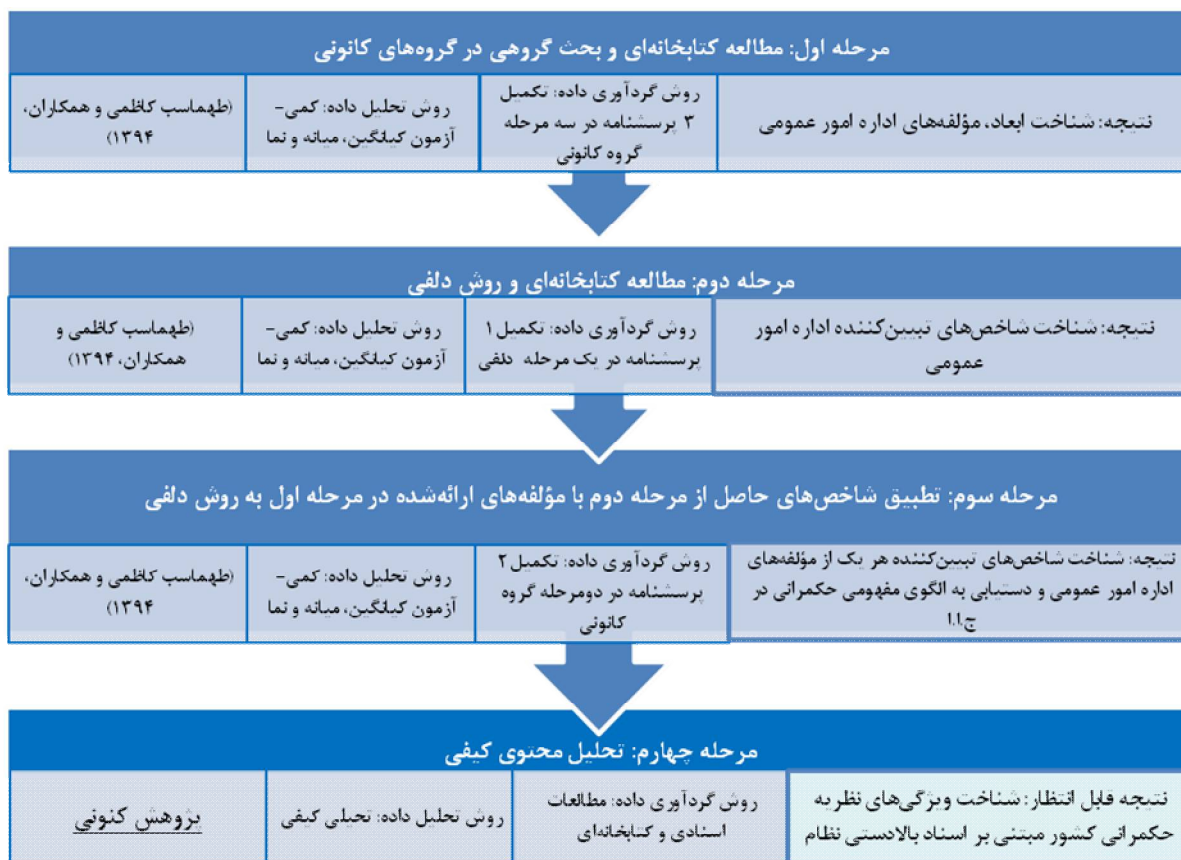 مرحله اول: مطالعه کتابخانه‌ای و بحث گروهی در گروه‌های کانونی
نتیجه: شناخت ابعاد، مؤلفه‌های اداره امور عمومی
روش گردآوری داده: تکمیل
۳ پرسشنامه در سه مرحله
گروه کانونی
روش تحلیل داده: کمی-
آزمون کیانگین، میانه و نما
(طهماسب کاظمی و همکاران،
۱۳۹۴)
مرحله دوم: مطالعه کتابخانه‌ای و روش دلفی
نتیجه: شناخت شاخص‌های تبیین‌کننده اداره امور
عمومی
روش گردآوری داده: تکمیل ۱
پرسشنامه در یک مرحله دلفی
روش تحلیل داده: کمی-
آزمون کیانگین، میانه و نما
(طهماسب کاظمی و
همکاران، ۱۳۹۴)
مرحله سوم: تطبیق شاخص‌های حاصل از مرحله دوم با مؤلفه‌های ارائه‌شده در مرحله اول به روش دلفی
نتیجه: شناخت شاخص‌های تبیین‌کننده هر یک از مؤلفه‌های
اداره امور عمومی و دستیابی به الگوی مفهومی حکمرانی در
ج.ا.ا
روش گردآوری داده: تکمیل ۲
پرسشنامه در دومرحله گروه
کانونی
روش تحلیل داده: کمی-
آزمون کیانگین، میانه و نما
(طهماسب کاظمی و همکاران،
۱۳۹۴)
مرحله چهارم: تحلیل محتوی کیفی
نتیجه قابل انتظار: شناخت ویژگی‌های نظریه
حکمرانی کشور مبتنی بر اسناد بالادستی نظام
روش گردآوری داده: مطالعات
اسنادی و کتابخانه‌ای
روش تحلیل داده: تحیلی کیفی
پژوهش کنونی